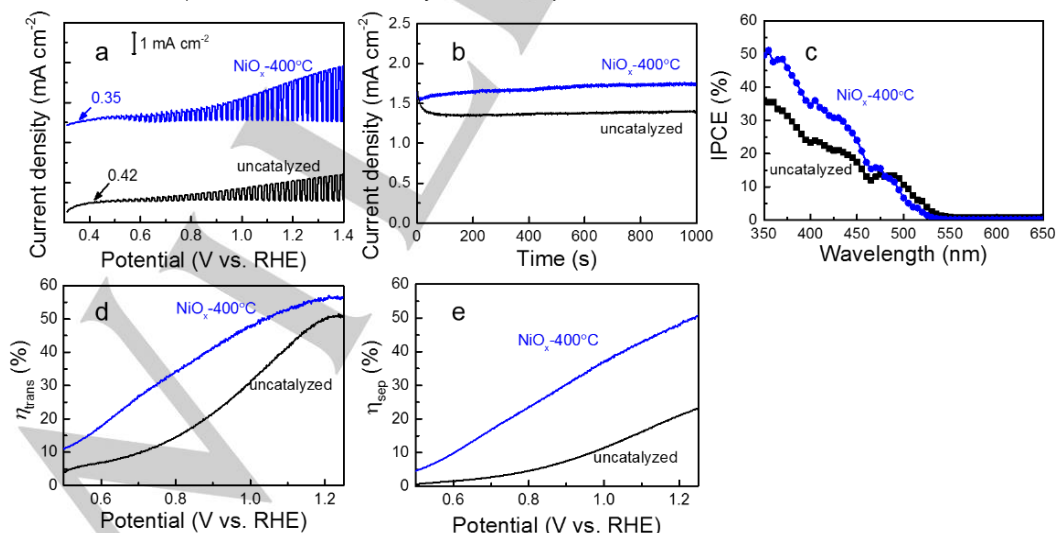 a
1 mA cm⁻²
NiOₓ-400°C
0.35
uncatalyzed
0.42
Current density (mA cm⁻²)
0.4 0.6 0.8 1.0 1.2 1.4
Potential (V vs. RHE)
b
NiOₓ-400°C
uncatalyzed
Current density (mA cm⁻²)
2.5
2.0
1.5
1.0
0.5
0.0
200 400 600 800 1000
Time (s)
c
NiOₓ-400°C
uncatalyzed
IPCE (%)
60
50
40
30
20
10
0
350 400 450 500 550 600 650
Wavelength (nm)
d
NiOₓ-400°C
uncatalyzed
ηtrans (%)
60
50
40
30
20
10
0
0.6 0.8 1.0 1.2
Potential (V vs. RHE)
e
NiOₓ-400°C
uncatalyzed
ηsep (%)
60
50
40
30
20
10
0
0.6 0.8 1.0 1.2
Potential (V vs. RHE)